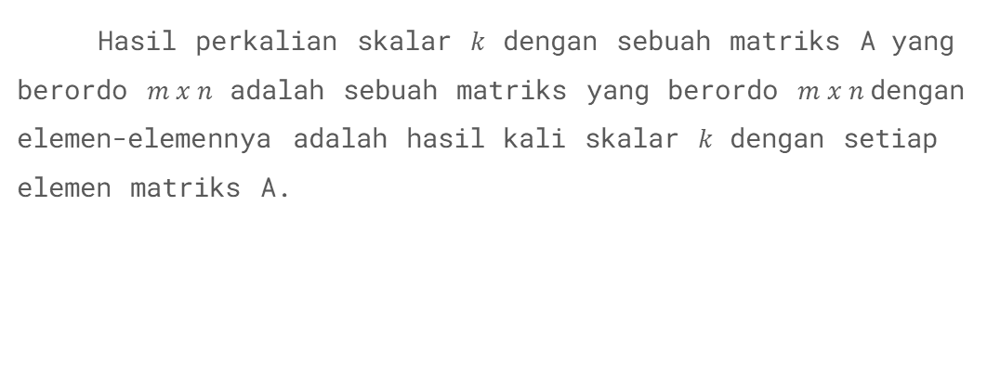 Hasil perkalian skalar k dengan sebuah matriks A yang
berordo m x n adalah sebuah matriks yang berordo m x n dengan
elemen-elemennya adalah hasil kali skalar k dengan setiap
elemen matriks A.